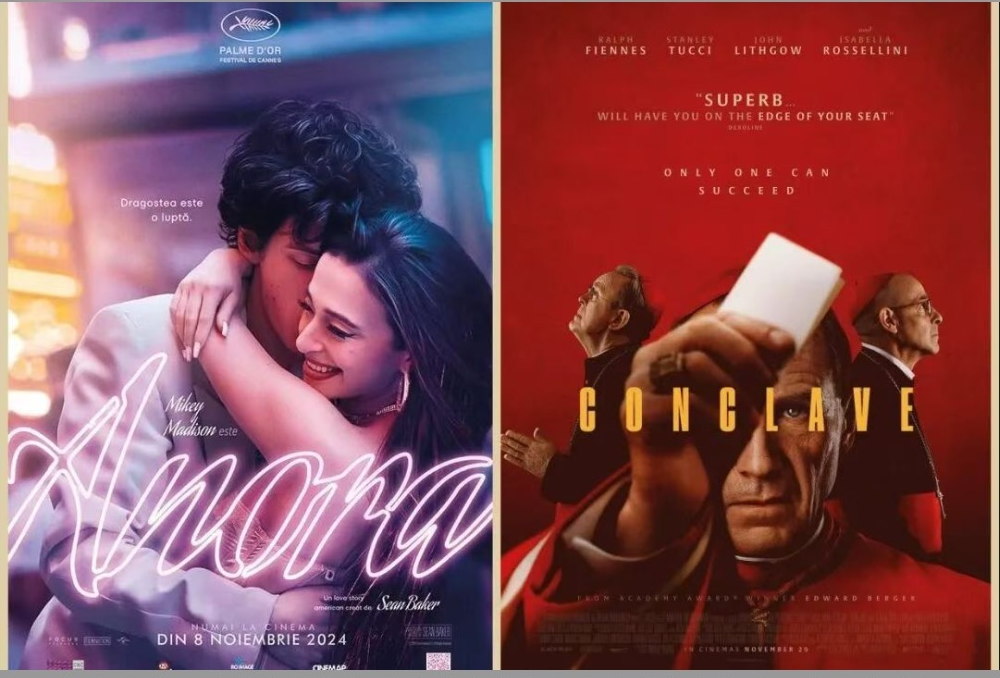 PALME D'OR
FESTIVAL DE CANNES
Dragostea este
o luptă.
Mikey
Madison este
Anora
Un love story
american creat de Sean Baker
NUMAI LA CINEMA
DIN 8 NOIEMBRIE 2024
FOCUS
CINEMAP
RALPH FIENNES
STANLEY TUCCI
JOHN LITHGOW
and ISABELLA ROSSELLINI
"SUPERB...
WILL HAVE YOU ON THE EDGE OF YOUR SEAT"
DEADLINE
ONLY ONE CAN
SUCCEED
CONCLAVE
FROM ACADEMY AWARD® WINNER EDWARD BERGER
IN CINEMAS NOVEMBER 29